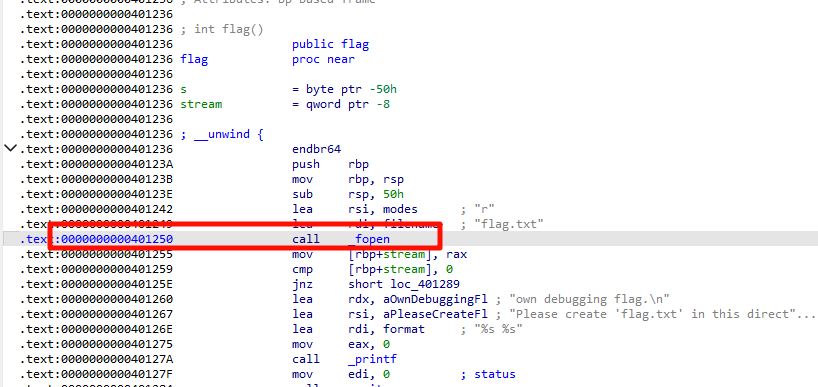 ; Attributes: bp-based frame
.text:0000000000401236
.text:0000000000401236 ; int flag()
.text:0000000000401236 public flag
.text:0000000000401236 flag proc near
.text:0000000000401236
.text:0000000000401236 s = byte ptr -50h
.text:0000000000401236 stream = qword ptr -8
.text:0000000000401236
.text:0000000000401236 ; __unwind {
.text:0000000000401236 endbr64
.text:000000000040123A push rbp
.text:000000000040123B mov rbp, rsp
.text:000000000040123E sub rsp, 50h
.text:0000000000401242 lea rsi, modes ; "r"
.text:0000000000401249 lea rdi, filename ; "flag.txt"
.text:0000000000401250 call _fopen
.text:0000000000401255 mov [rbp+stream], rax
.text:0000000000401259 cmp [rbp+stream], 0
.text:000000000040125E jnz short loc_401289
.text:0000000000401260 lea rdx, aOwnDebuggingFl ; "own debugging flag.\n"
.text:0000000000401267 lea rsi, aPleaseCreateFl ; "Please create 'flag.txt' in this direct"...
.text:000000000040126E lea rdi, format ; "%s %s"
.text:0000000000401275 mov eax, 0
.text:000000000040127A call _printf
.text:000000000040127F mov edi, 0 ; status